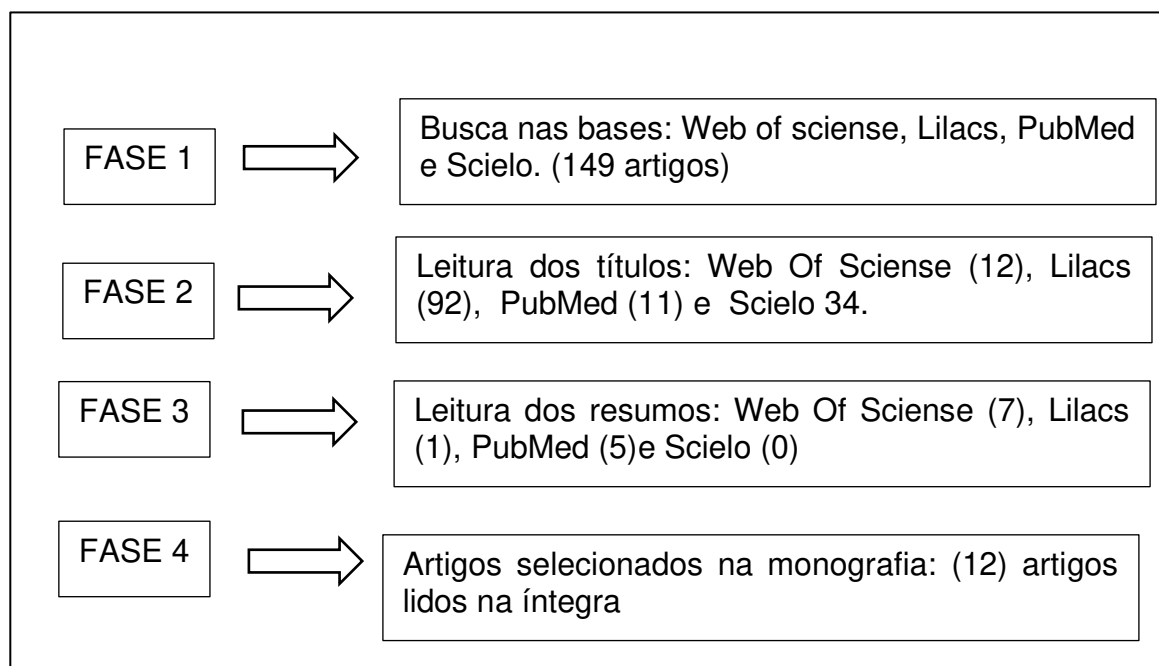 FASE 1
Busca nas bases: Web of sciense, Lilacs, PubMed
e Scielo. (149 artigos)
FASE 2
Leitura dos títulos: Web Of Sciense (12), Lilacs
(92), PubMed (11) e Scielo 34.
FASE 3
Leitura dos resumos: Web Of Sciense (7), Lilacs
(1), PubMed (5)e Scielo (0)
FASE 4
Artigos selecionados na monografia: (12) artigos
lidos na íntegra